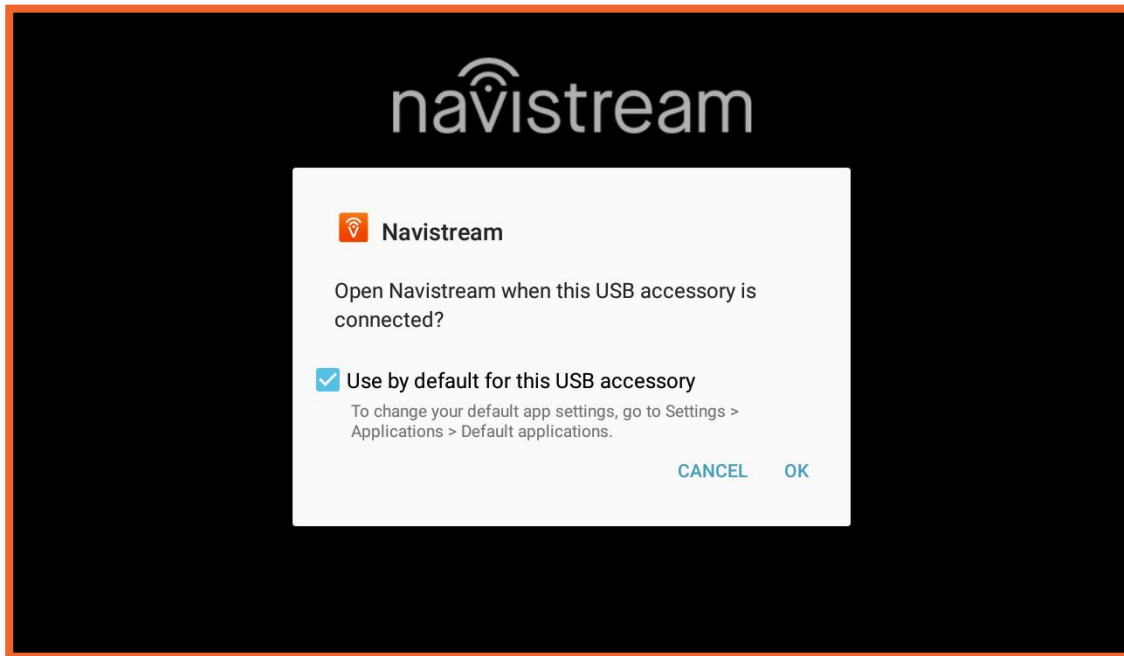 navistream
Navistream
Open Navistream when this USB accessory is
connected?
Use by default for this USB accessory
To change your default app settings, go to Settings >
Applications > Default applications.
CANCEL OK